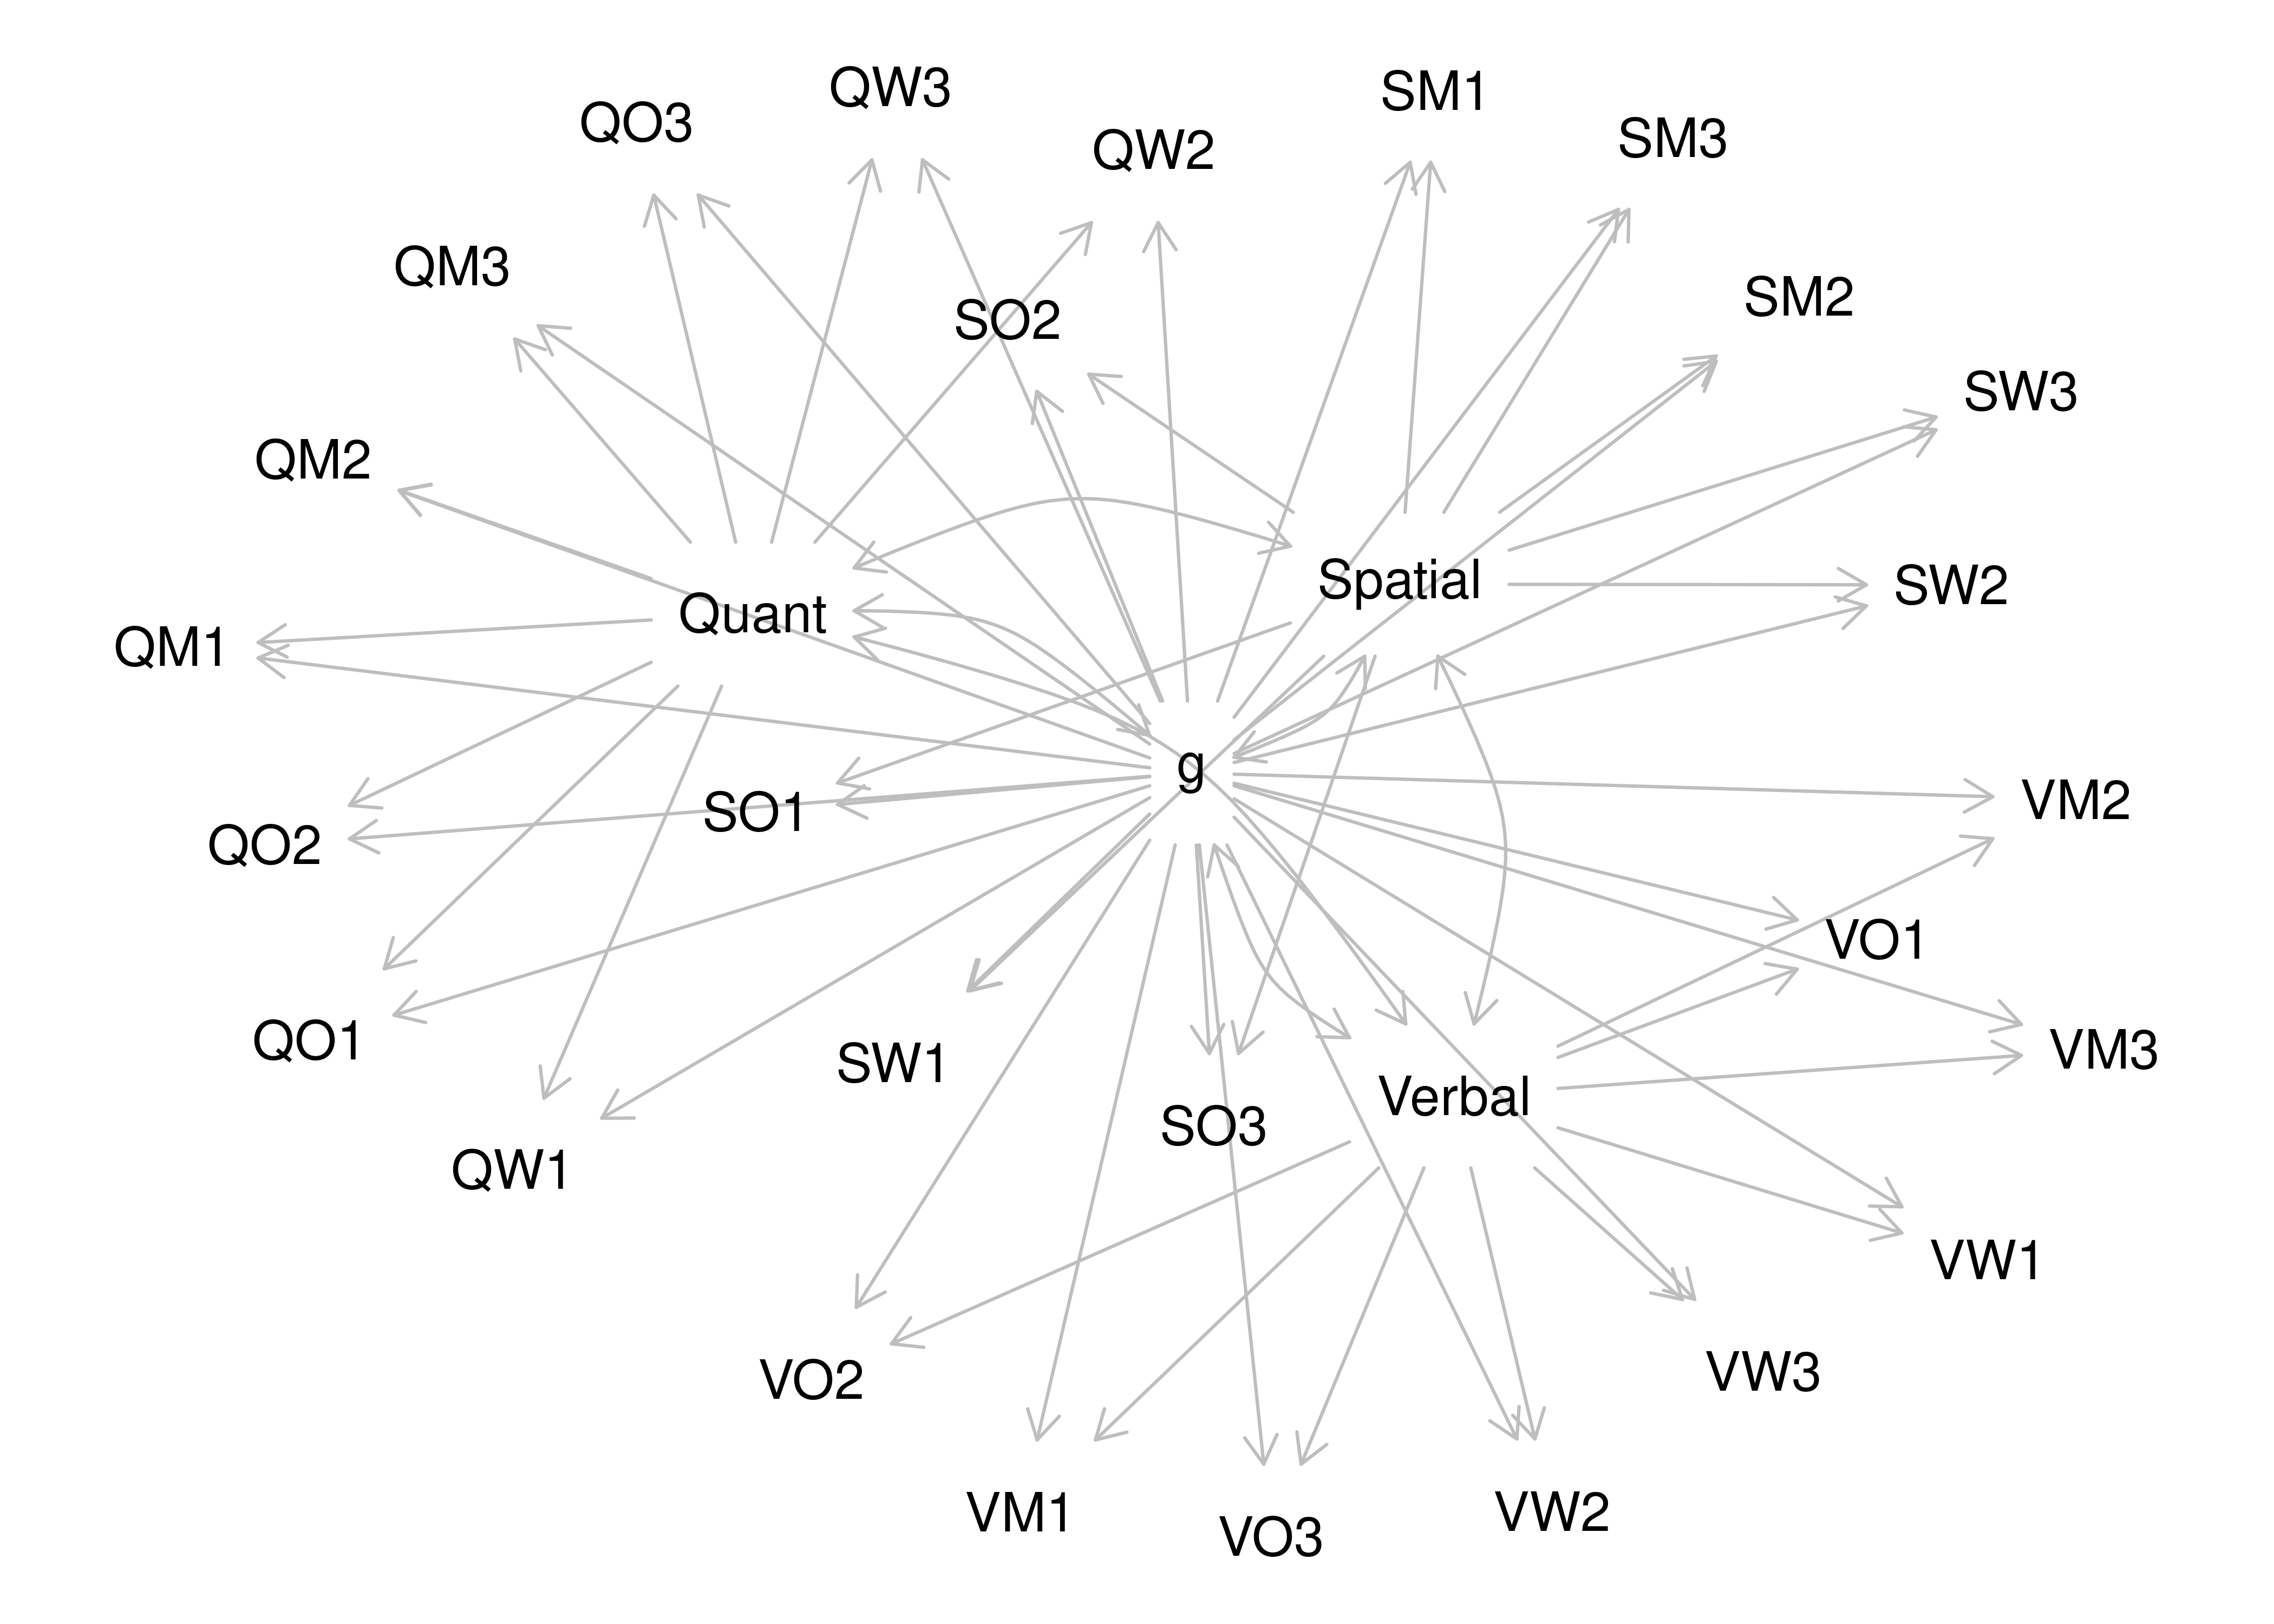 QW3
SM1
QO3
SM3
QW2
QM3
SM2
SO2
SW3
QM2
Spatial
SW2
Quant
QM1
g
VM2
SO1
QO2
VO1
QO1
VM3
SW1
Verbal
SO3
QW1
VW1
VW3
VO2
VM1
VW2
VO3